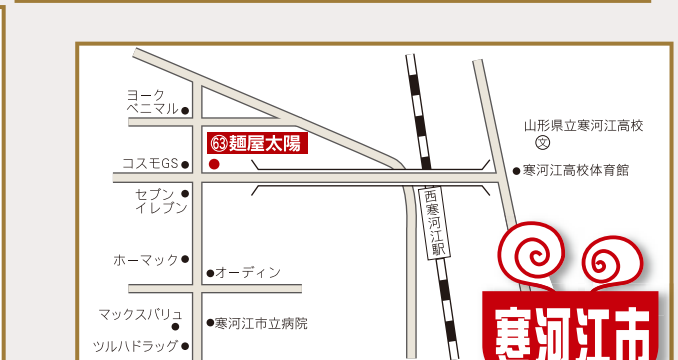 ヨーク
ベニマル
山形県立寒河江高校
文
63麺屋太陽
コスモGS
寒河江高校体育館
セブン
イレブン
西寒河江駅
ホーマック
オーディン
マックスバリュ
寒河江市立病院
寒河江市
ツルハドラッグ